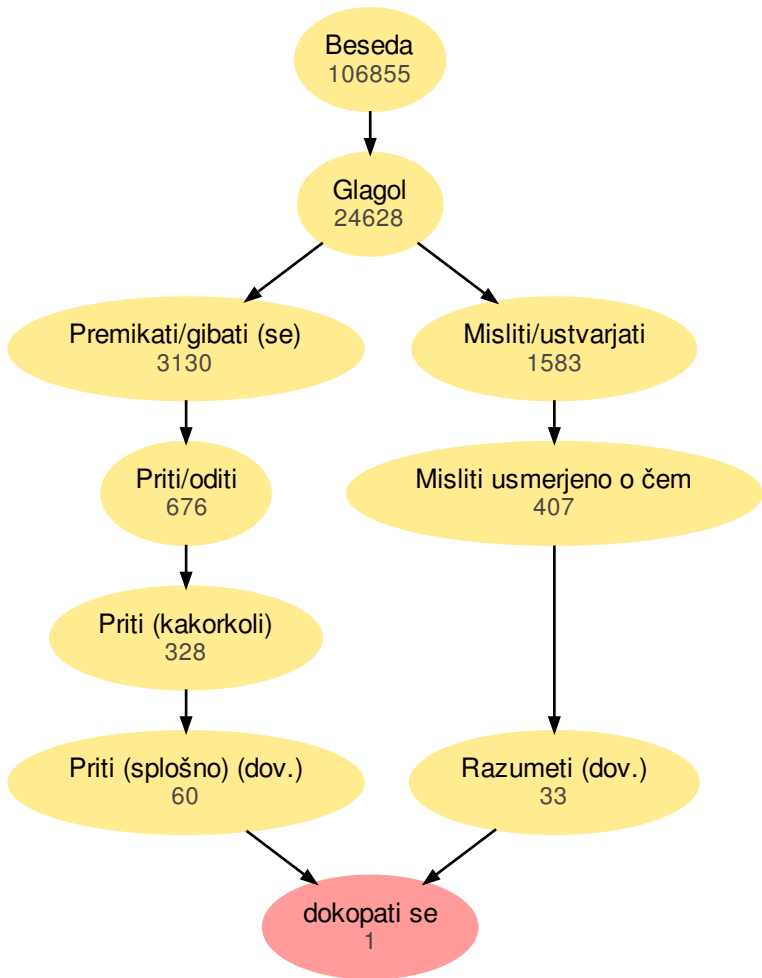 Beseda
106855
Glagol
24628
Premikati/gibati (se)
3130
Misliti/ustvarjati
1583
Priti/oditi
676
Misliti usmerjeno o čem
407
Priti (kakorkoli)
328
Priti (splošno) (dov.)
60
Razumeti (dov.)
33
dokopati se
1